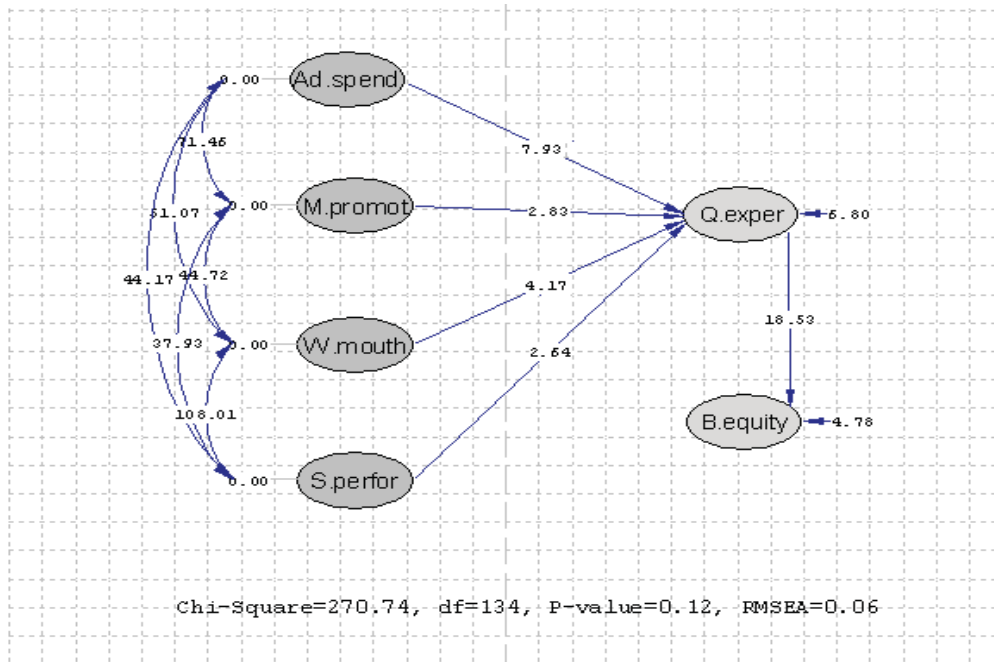 0.00
Ad.spend
71.45
7.93
0.00
M.promot
2.83
Q.exper
6.80
51.07
44.17
44.72
4.17
18.53
0.00
W.mouth
37.93
2.64
108.01
B.equity
4.78
0.00
S.perfor
Chi-Square=270.74, df=134, P-value=0.12, RMSEA=0.06